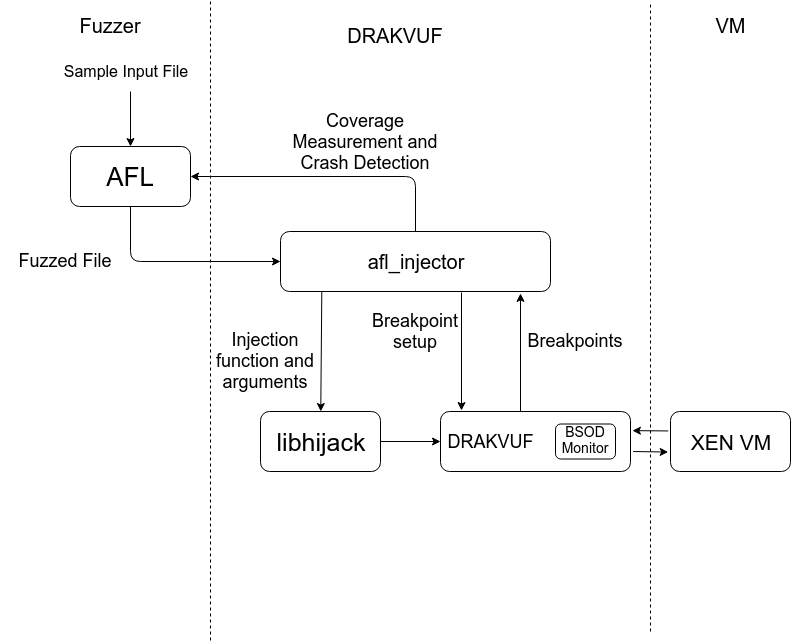 Fuzzer
DRAKVUF
VM
Sample Input File
Coverage
Measurement and
Crash Detection
AFL
Fuzzed File
afl_injector
Injection
function and
arguments
Breakpoint
setup
Breakpoints
libhijack
DRAKVUF
BSOD
Monitor
XEN VM